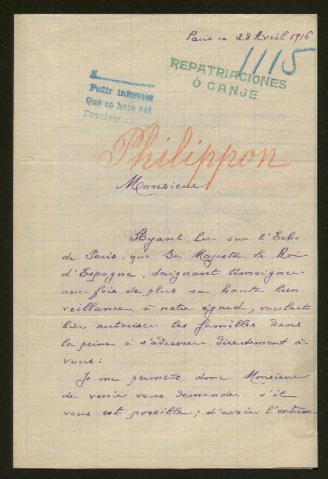 Paris le 28 Avril 1916
1115
REPATRIACIONES
Ó CANJE
Pedir informes
Que se hace así
Philippon
Monsieur,
Ayant lu sur l'Echo
de Paris, que Sa Majesté le Roi
d'Espagne, daignant témoigner
une fois de plus sa haute bien
veillance à notre égard, voulait
bien autoriser les familles dans
la peine à s'adresser directement à
vous:
Je me permets donc Monsieur
de venir vous demander s'il
vous est possible; d'avoir l'extrême